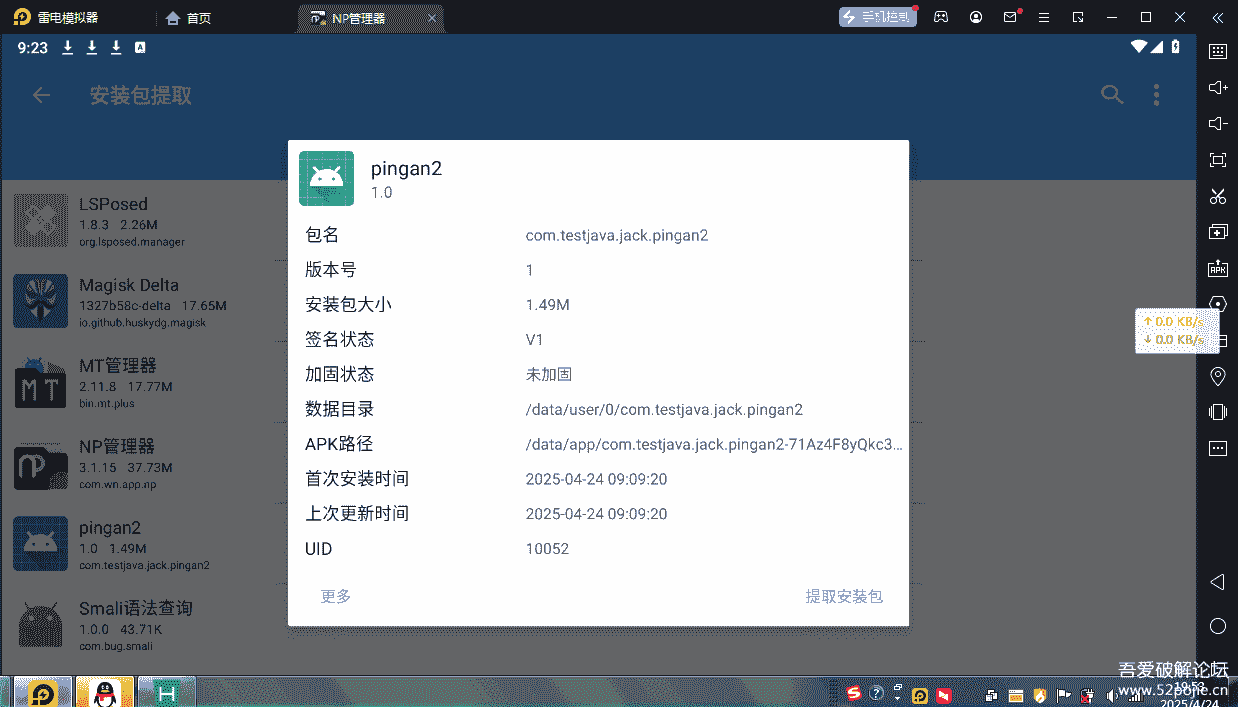 雷电模拟器
首页
NP管理器
9:23
A
安装包提取
pingan2
1.0
包名 com.testjava.jack.pingan2
版本号 1
安装包大小 1.49M
签名状态 V1
加固状态 未加固
数据目录 /data/user/0/com.testjava.jack.pingan2
APK路径 /data/app/com.testjava.jack.pingan2-71Az4F8yQkc3...
首次安装时间 2025-04-24 09:09:20
上次更新时间 2025-04-24 09:09:20
UID 10052
更多 提取安装包
LSPosed
1.8.3 2.26M
org.lsposed.manager
Magisk Delta
1327b58c-delta 17.65M
io.github.huskydg.magisk
MT管理器
2.11.8 17.77M
bin.mt.plus
NP管理器
3.1.15 37.73M
com.wn.app.np
pingan2
1.0 1.49M
com.testjava.jack.pingan2
Smali语法查询
1.0.0 43.71K
com.bug.smali
MT
APK
↑ 0.0 KB/s
↓ 0.0 KB/s
吾爱破解论坛
www.52pojie.cn
2025/4/24